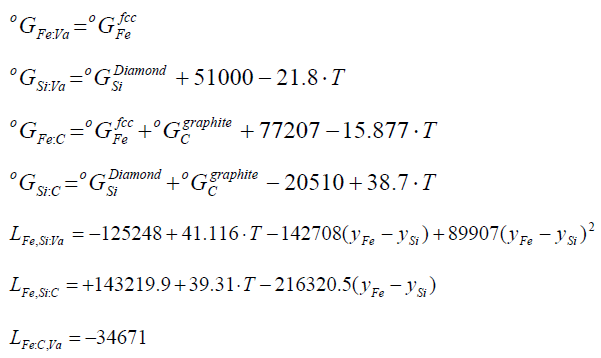 °G_{Fe:Va}=°G_{Fe}^{fcc}
°G_{Si:Va}=°G_{Si}^{Diamond} + 51000 − 21.8 · T
°G_{Fe:C}=°G_{Fe}^{fcc} +°G_{C}^{graphite} + 77207 − 15.877 · T
°G_{Si:C}=°G_{Si}^{Diamond} +°G_{C}^{graphite} − 20510 + 38.7 · T
L_{Fe,Si:Va} = −125248 + 41.116 · T − 142708(y_{Fe} − y_{Si}) + 89907(y_{Fe} − y_{Si})²
L_{Fe,Si:C} = +143219.9 + 39.31 · T − 216320.5(y_{Fe} − y_{Si})
L_{Fe:C,Va} = −34671